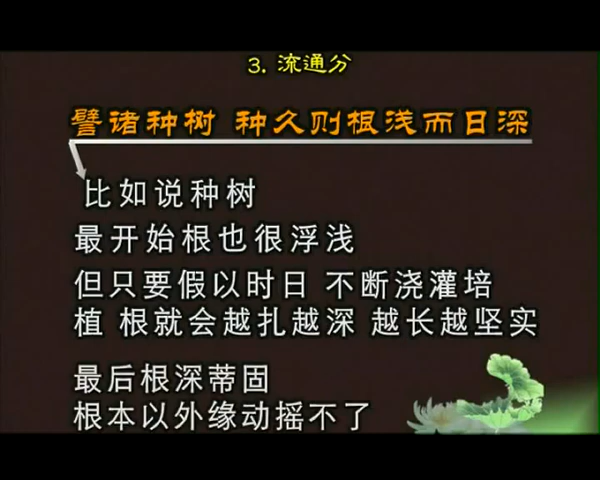 3. 流通分
譬诸种树 种久则根浅而日深
比如说种树
最开始根也很浮浅
但只要假以时日 不断浇灌培
植 根就会越扎越深 越长越坚实
最后根深蒂固
根本以外缘动摇不了